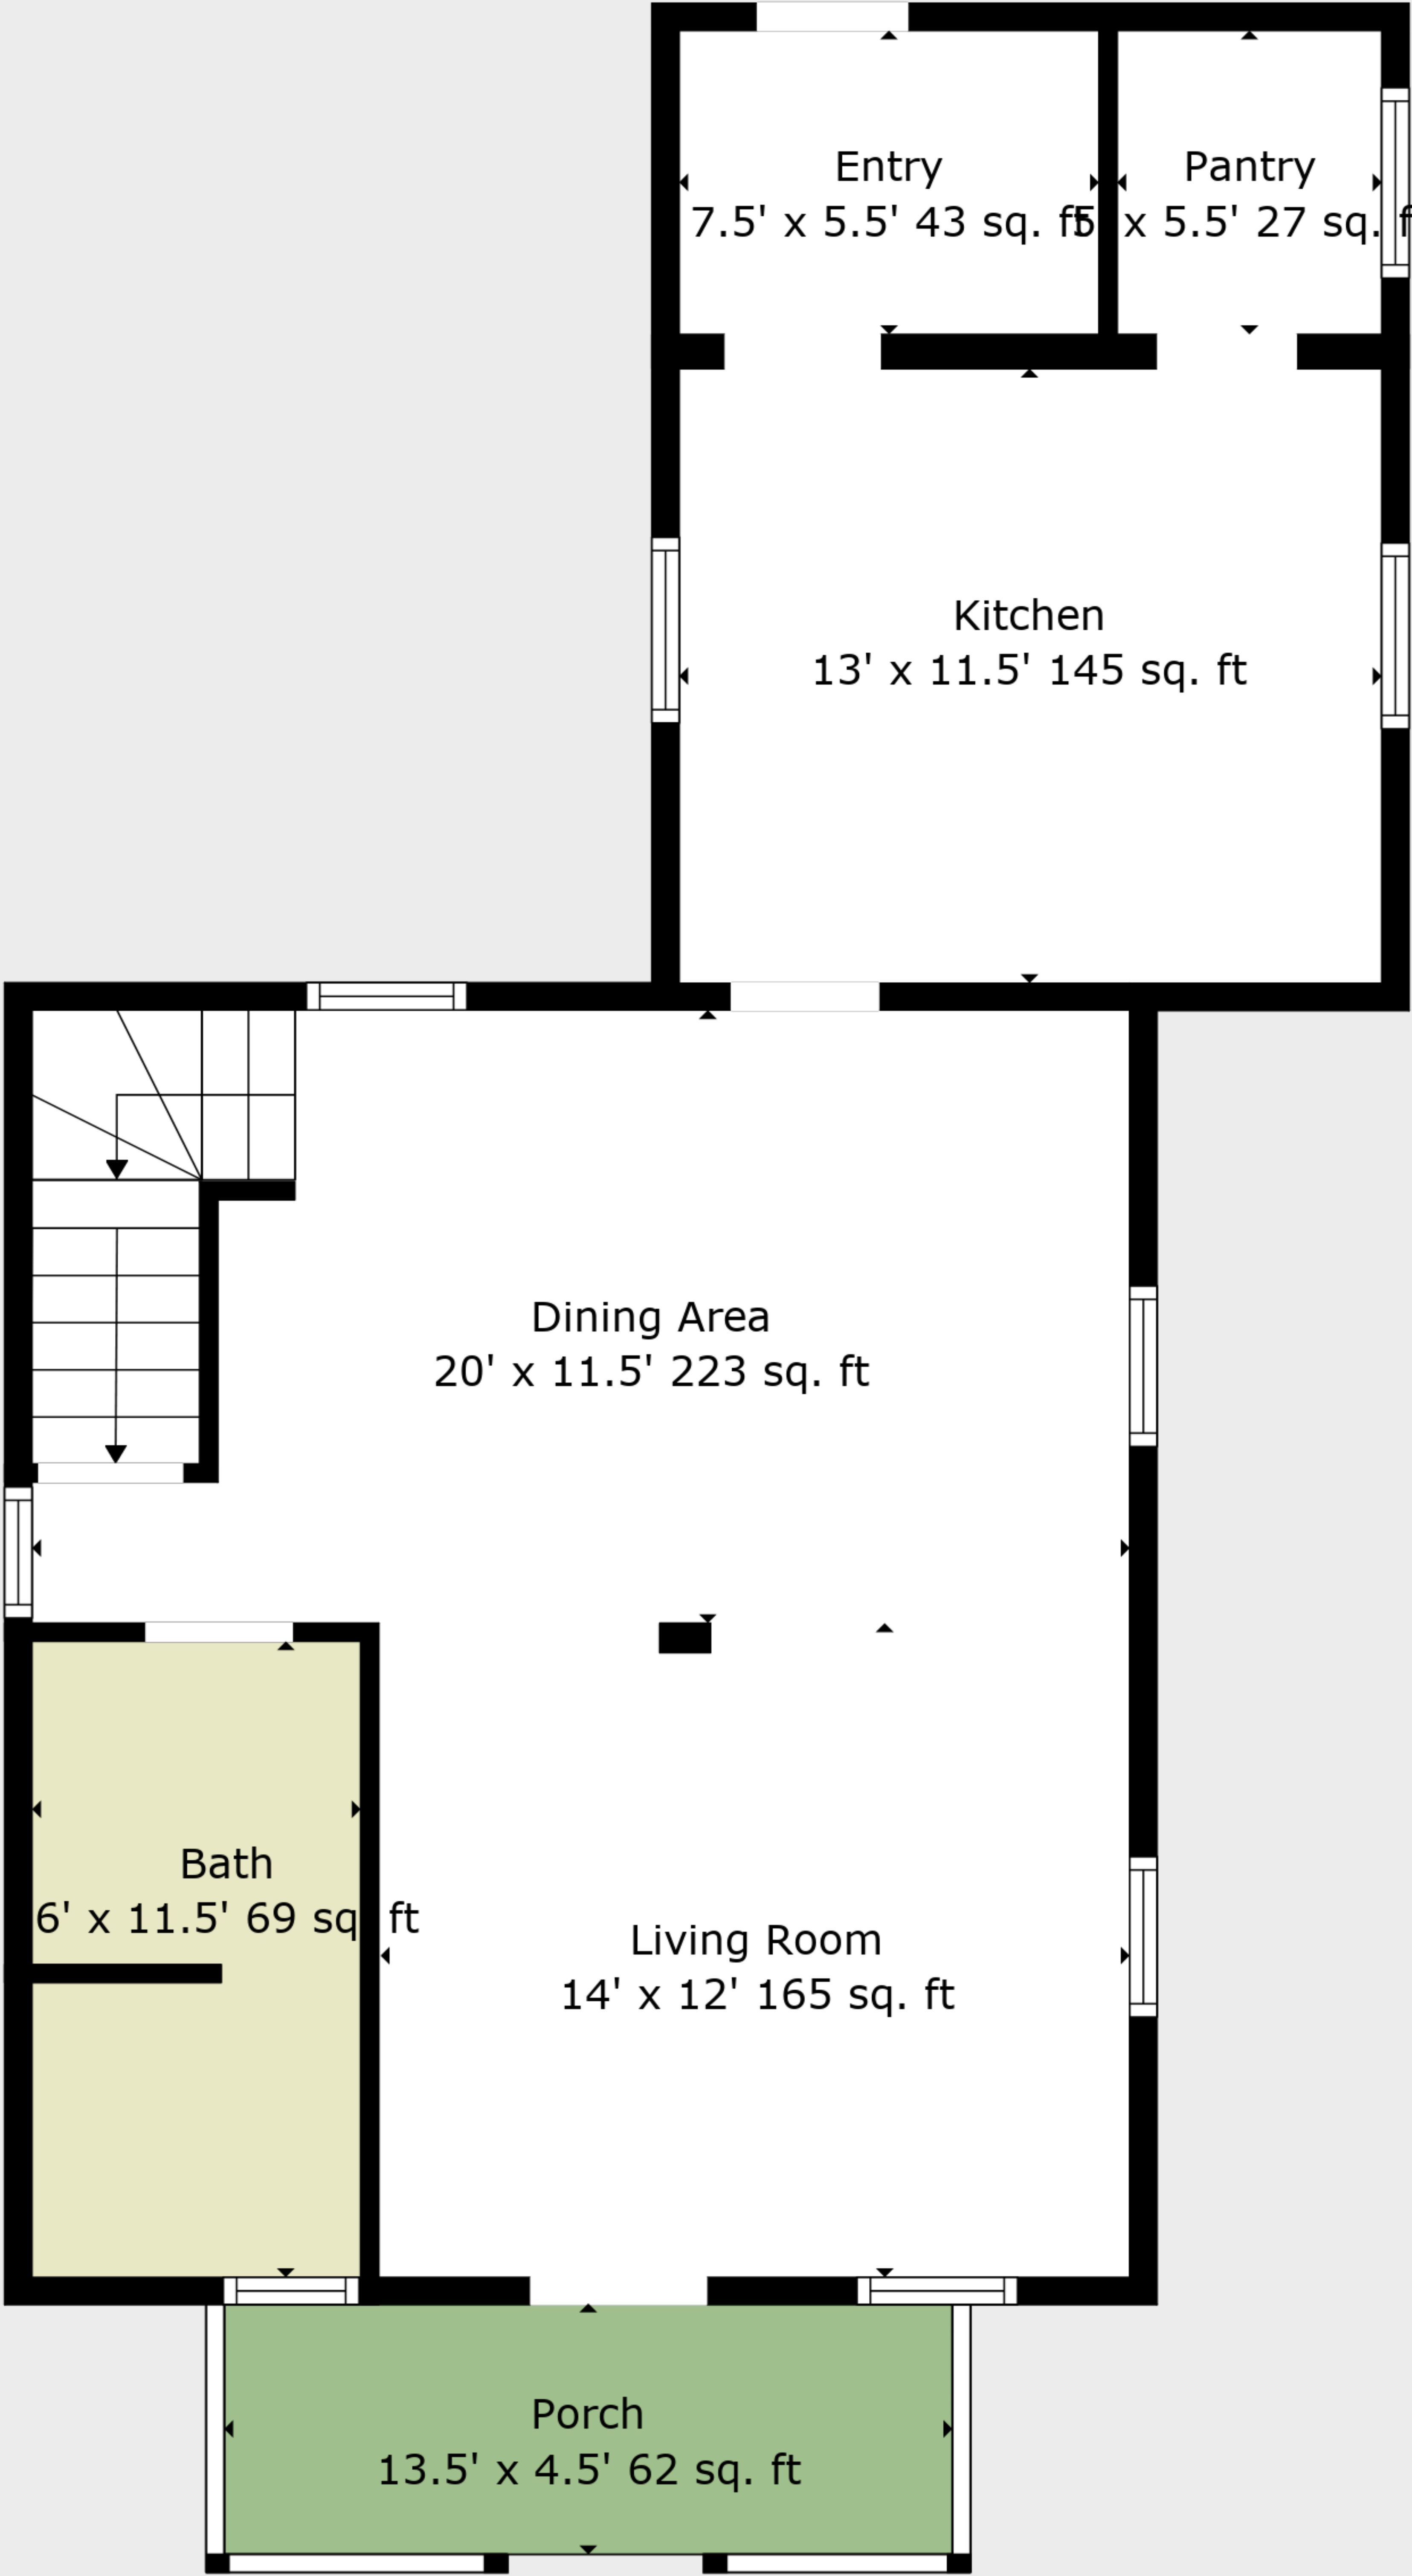 Entry
7.5' x 5.5' 43 sq. ft
Pantry
5' x 5.5' 27 sq. ft
Kitchen
13' x 11.5' 145 sq. ft
Dining Area
20' x 11.5' 223 sq. ft
Bath
6' x 11.5' 69 sq. ft
Living Room
14' x 12' 165 sq. ft
Porch
13.5' x 4.5' 62 sq. ft